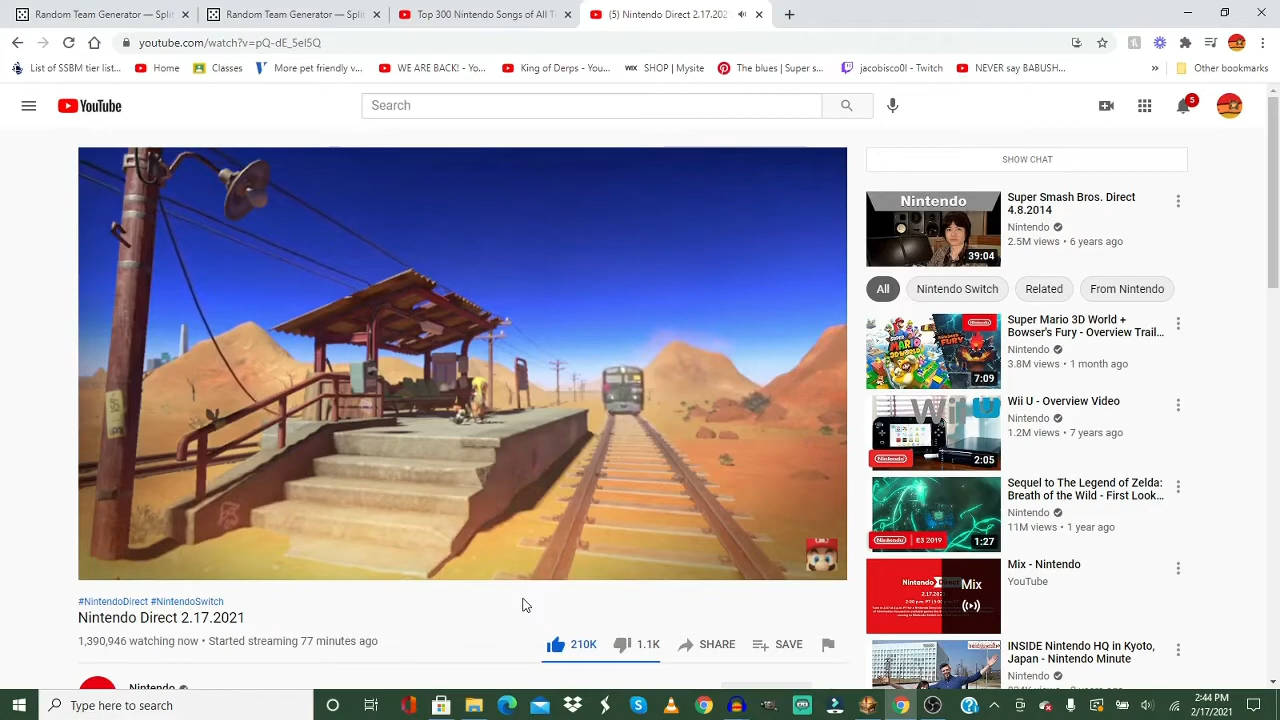 Random Team Generator — Split
Random Team Generator — Split
Top 300 Nintendo Songs of All Ti
(5) Nintendo Direct 2.17.202
youtube.com/watch?v=pQ-dE_5eI5Q
List of SSBM tier list...
Home
Classes
More pet friendly v...
WE ARE BACK! - Yo...
Kinda of Derps - You...
WIX SHOP | Mysite
The blues | Super s...
jacobisco0l - Twitch
NEVER say BABUSH...
»
Other bookmarks
YouTube
Search
5
SHOW CHAT
Nintendo
39:04
Super Smash Bros. Direct
4.8.2014
Nintendo
2.5M views • 6 years ago
All
Nintendo Switch
Related
From Nintendo
7:09
Super Mario 3D World +
Bowser's Fury - Overview Trail...
Nintendo
3.8M views • 1 month ago
Wii U
Nintendo
2:05
Wii U - Overview Video
Nintendo
1.2M views • 7 years ago
Nintendo E3 2019
1:27
Sequel to The Legend of Zelda:
Breath of the Wild - First Look...
Nintendo
11M views • 1 year ago
Nintendo Direct
Mix
Mix - Nintendo
YouTube
INSIDE Nintendo HQ in Kyoto,
Japan - Nintendo Minute
Nintendo
#NintendoDirect #NintendoSwitch
Nintendo Direct 2.17.2021
1,390,946 watching now • Started streaming 77 minutes ago
210K
1.1K
SHARE
SAVE
Nintendo
Type here to search
2:44 PM
2/17/2021